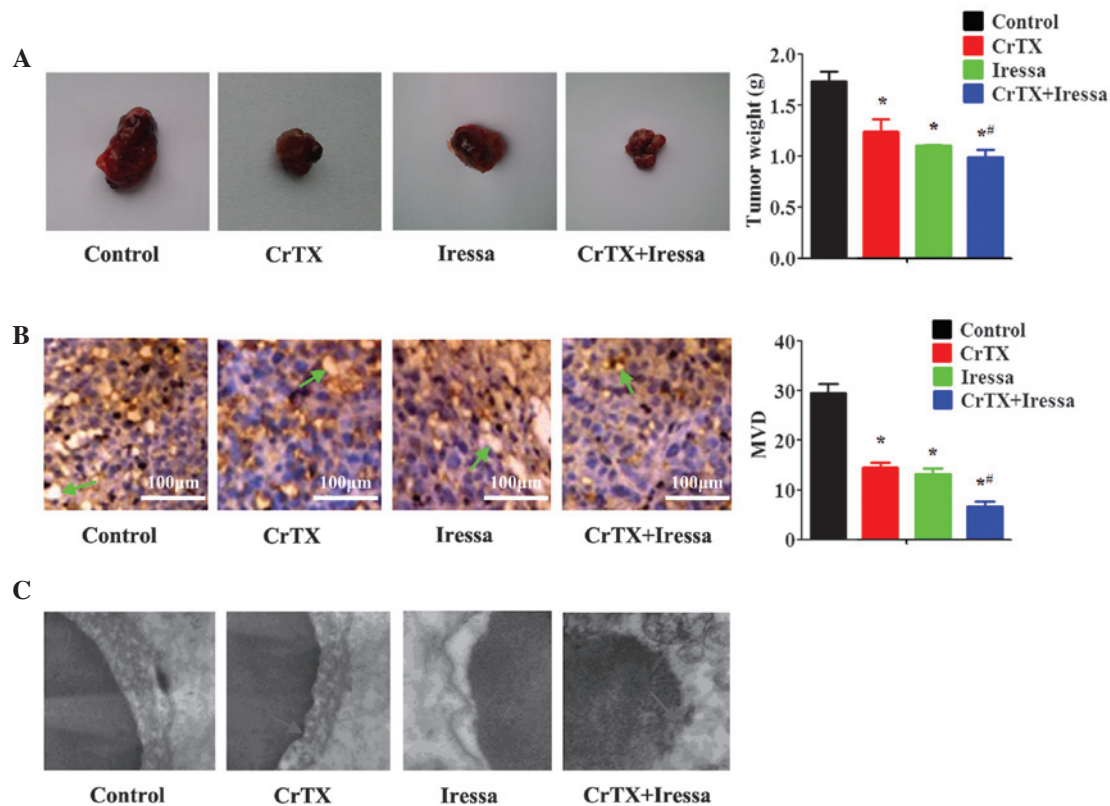 A
Control
CrTX
Iressa
CrTX+Iressa
Tumor weight (g)
2.0
1.5
1.0
0.5
0.0
*
*
*#
Control
CrTX
Iressa
CrTX+Iressa
B
100μm
100μm
100μm
100μm
Control
CrTX
Iressa
CrTX+Iressa
Control
CrTX
Iressa
CrTX+Iressa
MVD
40
30
20
10
0
*
*
*#
C
Control
CrTX
Iressa
CrTX+Iressa